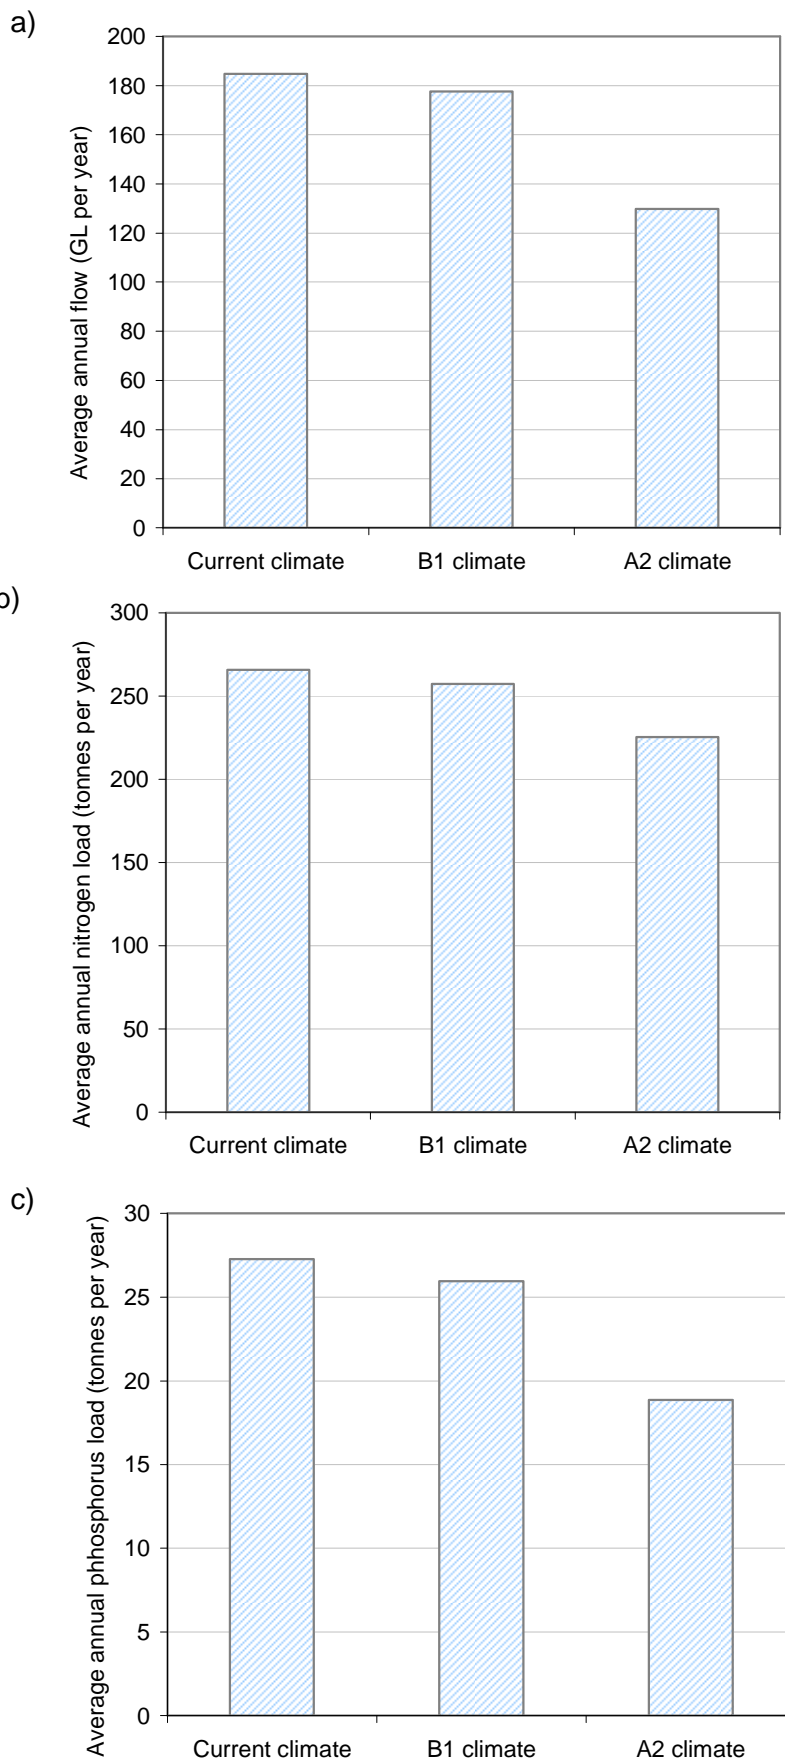 a)
Average annual flow (GL per year)
200
180
160
140
120
100
80
60
40
20
0
Current climate B1 climate A2 climate
b)
Average annual nitrogen load (tonnes per year)
300
250
200
150
100
50
0
Current climate B1 climate A2 climate
c)
Average annual phhosphorus load (tonnes per year)
30
25
20
15
10
5
0
Current climate B1 climate A2 climate